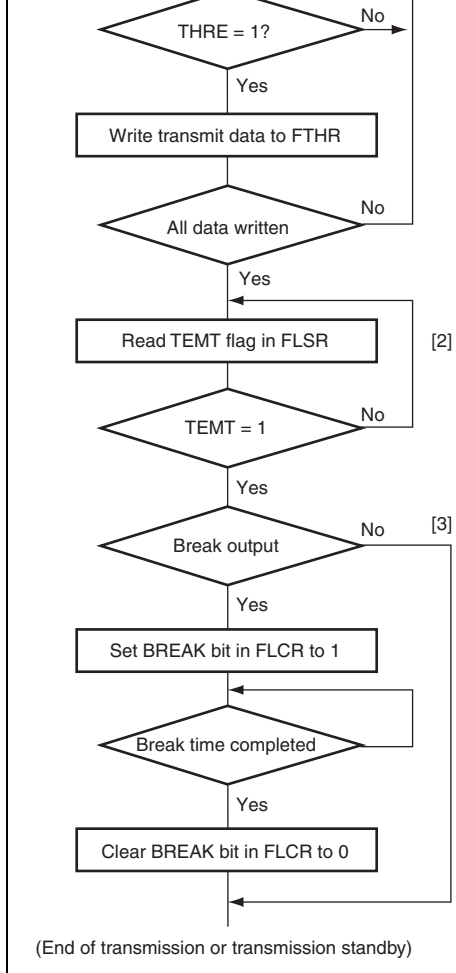 THRE = 1?
No
Yes
Write transmit data to FTHR
All data written
No
Yes
Read TEMT flag in FLSR
[2]
TEMT = 1
No
Yes
Break output
No
[3]
Yes
Set BREAK bit in FLCR to 1
Break time completed
Yes
Clear BREAK bit in FLCR to 0
(End of transmission or transmission standby)